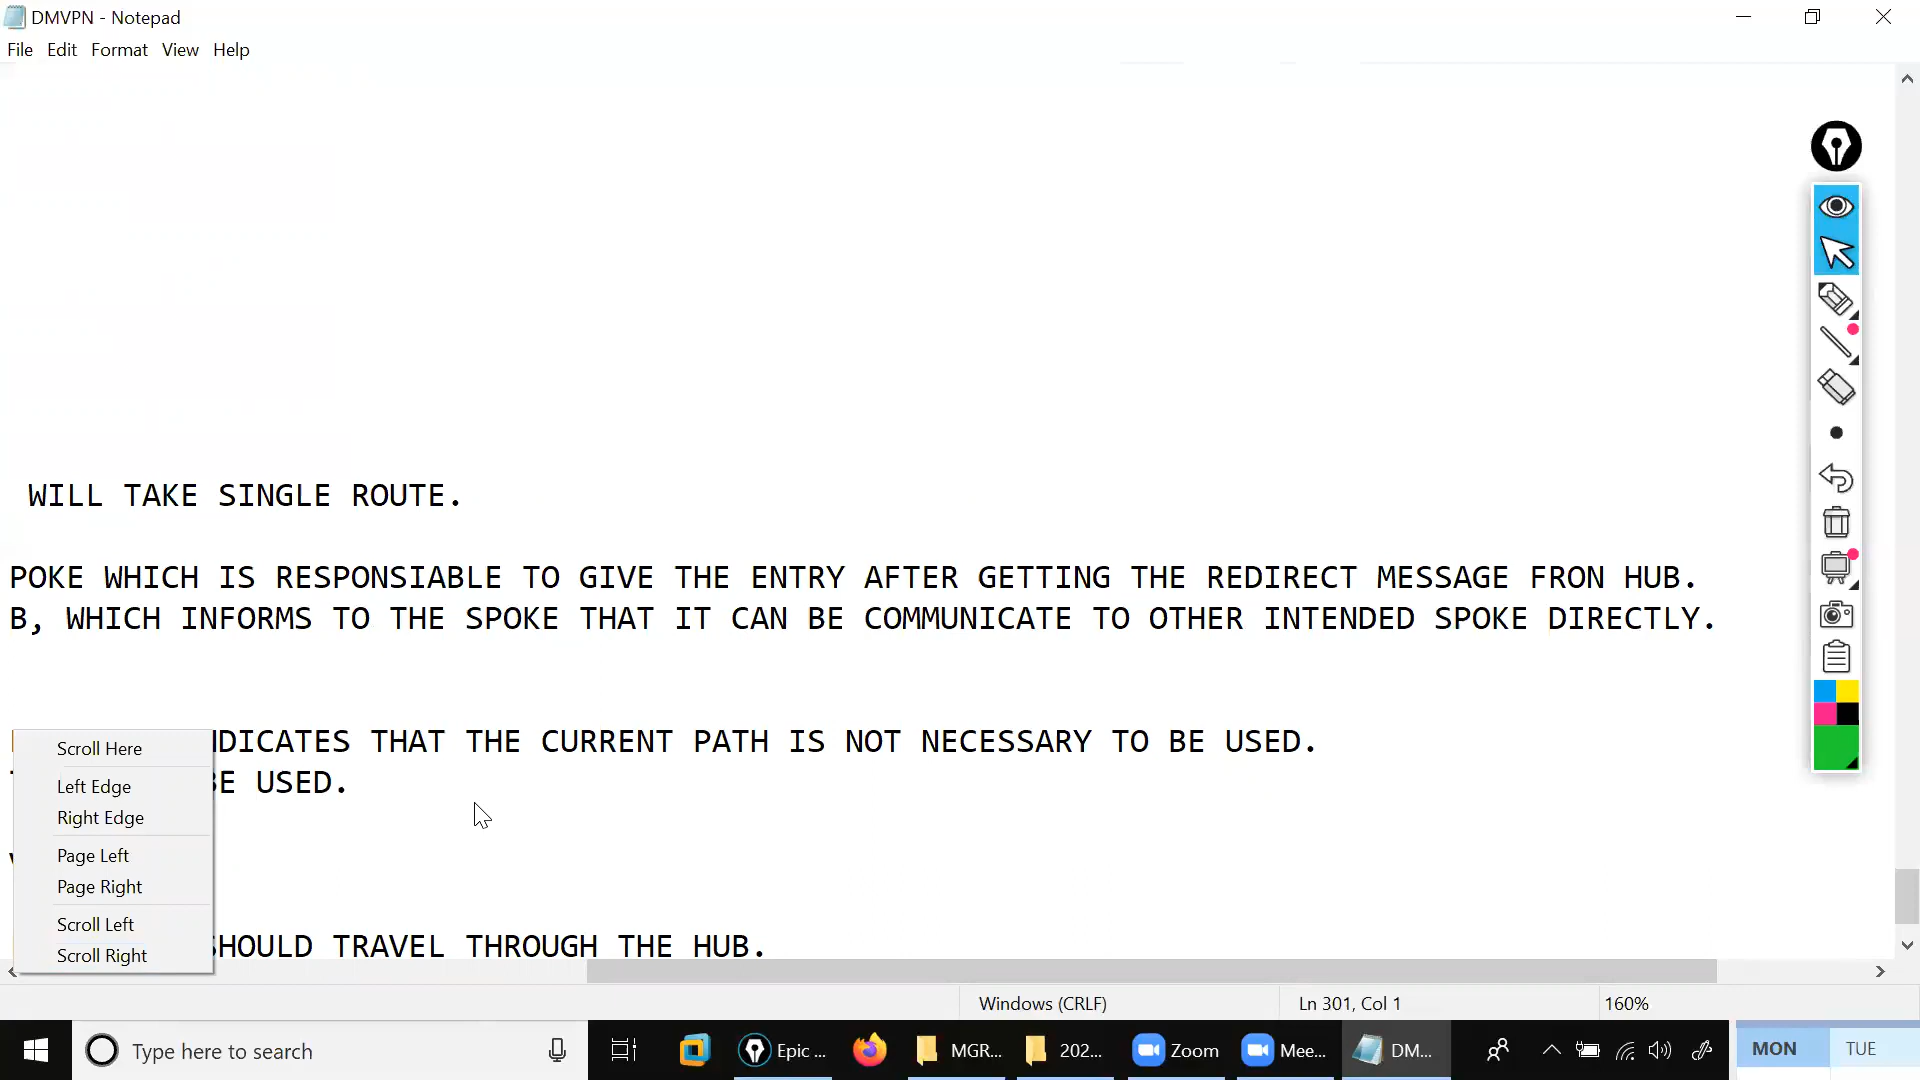 DMVPN - Notepad
File Edit Format View Help
WILL TAKE SINGLE ROUTE.
POKE WHICH IS RESPONSIABLE TO GIVE THE ENTRY AFTER GETTING THE REDIRECT MESSAGE FRON HUB.
B, WHICH INFORMS TO THE SPOKE THAT IT CAN BE COMMUNICATE TO OTHER INTENDED SPOKE DIRECTLY.
DICATES THAT THE CURRENT PATH IS NOT NECESSARY TO BE USED.
BE USED.
SHOULD TRAVEL THROUGH THE HUB.
Scroll Here
Left Edge
Right Edge
Page Left
Page Right
Scroll Left
Scroll Right
Windows (CRLF) Ln 301, Col 1 160%
Type here to search Epic ... MGR... 202... Zoom Mee... DM... MON TUE